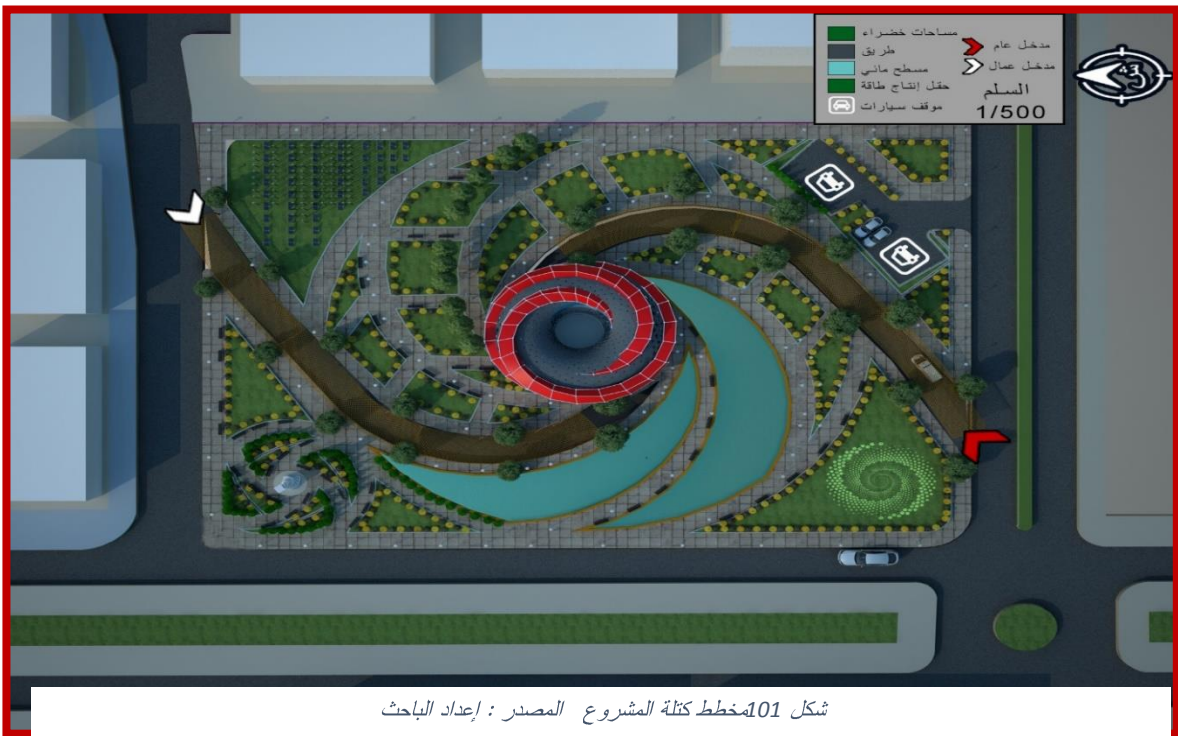 مساحات خضراء
طريق
مسطح مائي
حقل إنتاج طاقة
موقف سيارات
مدخل عام
مدخل عمال
السلم
1/500
شكل 101مخطط كتلة المشروع المصدر : إعداد الباحث